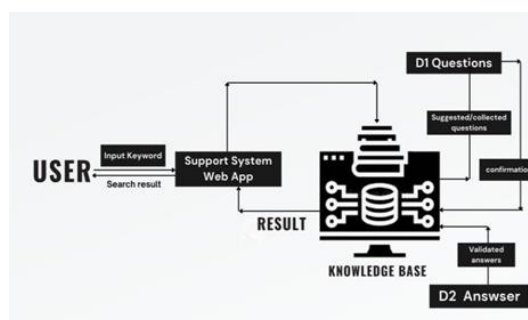 D1 Questions
Suggested/collected
questions
Input Keyword
USER
Support System
Web App
Search result
confirmatio
RESULT
Validated
answers
KNOWLEDGE BASE
D2 Answser